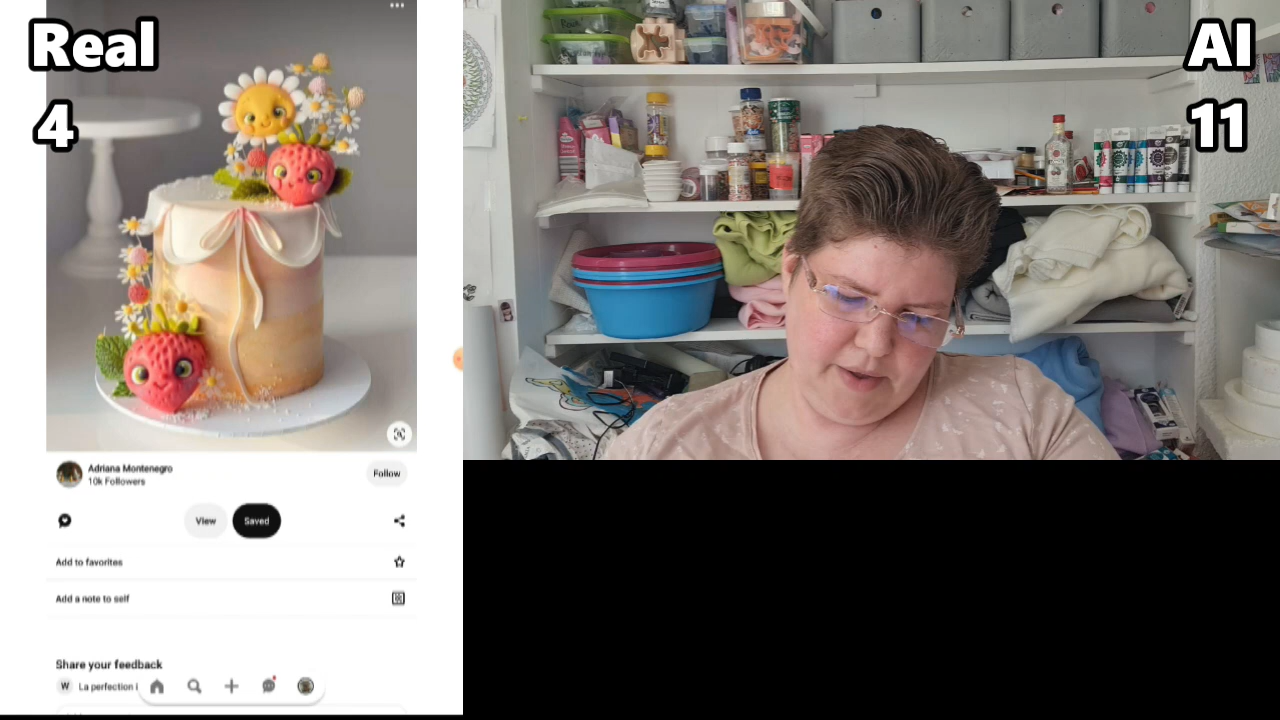 Real
4
AI
11
Adriana Montenegro
10k Followers
Follow
View
Saved
Add to favorites
Add a note to self
Share your feedback
W La perfection i